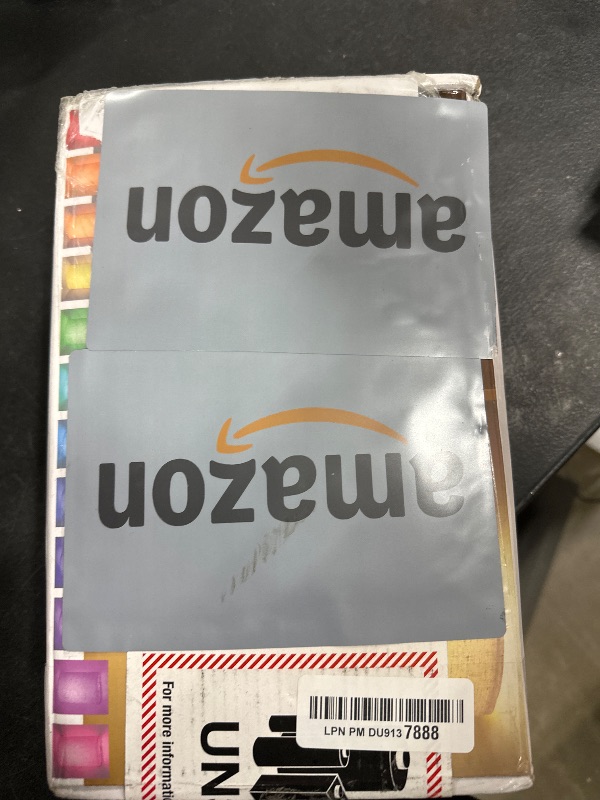 amazon
amazon
For more informati
UN
LPN PM DU913 7888